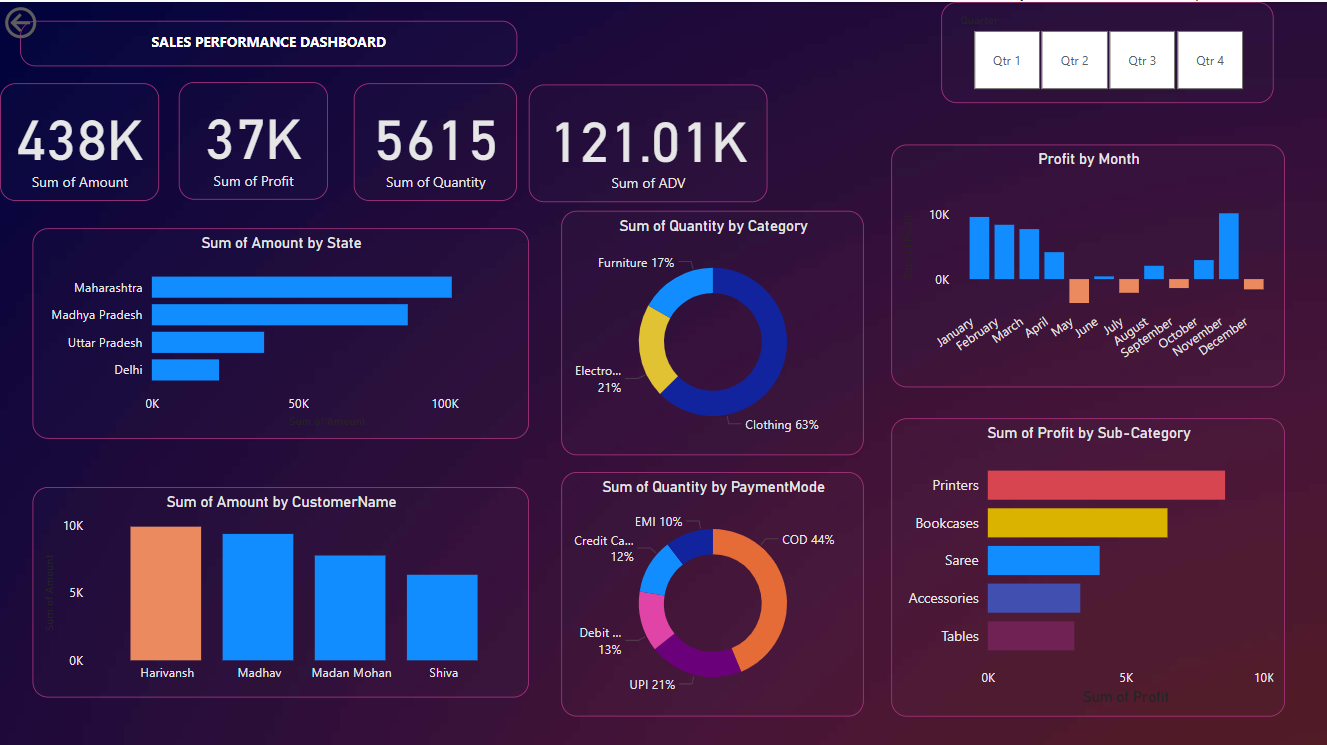 SALES PERFORMANCE DASHBOARD
Quarter
Qtr 1
Qtr 2
Qtr 3
Qtr 4
438K
Sum of Amount
37K
Sum of Profit
5615
Sum of Quantity
121.01K
Sum of ADV
Sum of Amount by State
Maharashtra
Madhya Pradesh
Uttar Pradesh
Delhi
0K
50K
100K
Sum of Amount
Sum of Quantity by Category
Furniture 17%
Electro...
21%
Clothing 63%
Profit by Month
10K
0K
January
February
March
April
May
June
July
August
September
October
November
December
Sum of Amount by CustomerName
Sum of Amount
10K
5K
0K
Harivansh
Madhav
Madan Mohan
Shiva
Sum of Quantity by PaymentMode
EMI 10%
COD 44%
Credit Ca...
12%
Debit ...
13%
UPI 21%
Sum of Profit by Sub-Category
Printers
Bookcases
Saree
Accessories
Tables
0K
5K
10K
Sum of Profit